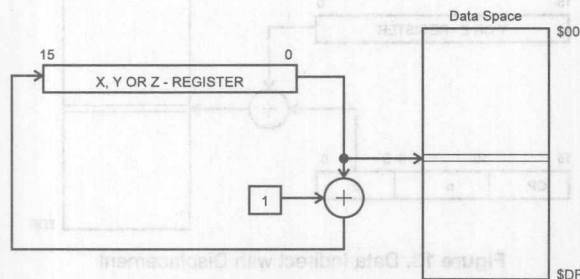 Data Space
$00
15 0
X, Y OR Z - REGISTER
1
$DF